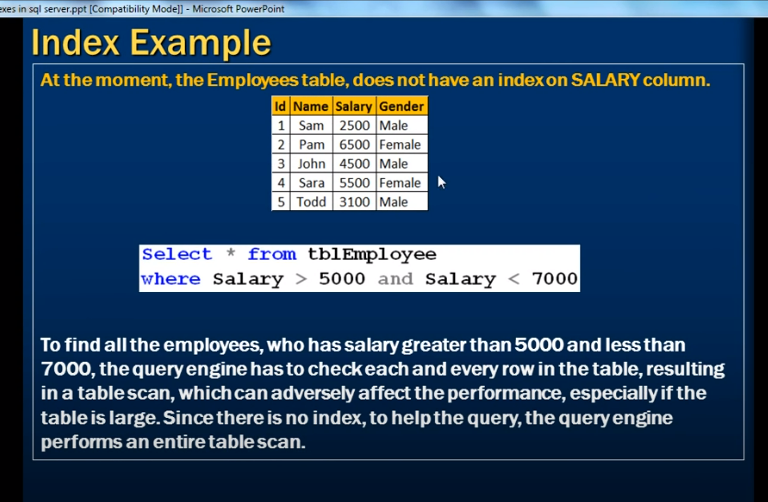 exes in sql server.ppt [Compatibility Mode]] - Microsoft PowerPoint
Index Example
At the moment, the Employees table, does not have an index on SALARY column.
Id Name Salary Gender
1 Sam 2500 Male
2 Pam 6500 Female
3 John 4500 Male
4 Sara 5500 Female
5 Todd 3100 Male
Select * from tblEmployee
where Salary > 5000 and Salary < 7000
To find all the employees, who has salary greater than 5000 and less than
7000, the query engine has to check each and every row in the table, resulting
in a table scan, which can adversely affect the performance, especially if the
table is large. Since there is no index, to help the query, the query engine
performs an entire table scan.